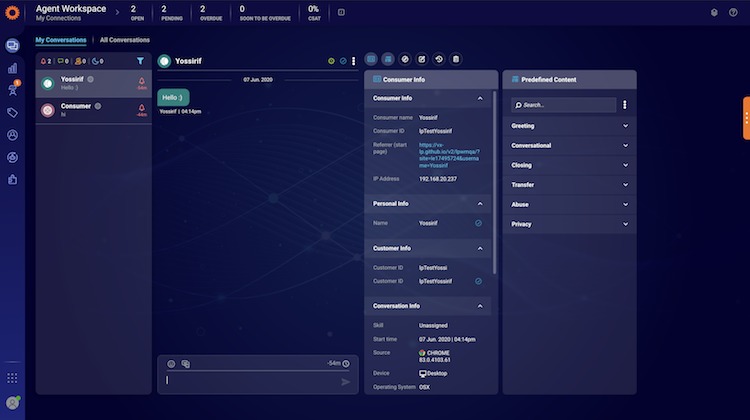 Agent Workspace
My Connections
2
OPEN
2
PENDING
2
OVERDUE
0
SOON TO BE OVERDUE
0%
CSAT
My Conversations
All Conversations
2
0
0
0
Yossirif
Hello :)
-54m
Consumer
hi
-44m
Yossirif
07 Jun. 2020
Hello :)
Yossirif | 04:14pm
-54m
Consumer Info
Consumer Info
Consumer name Yossirif
Consumer ID lpTestYossirif
Referrer (start page) https://vx-
lp.github.io/v2/lpwmqa/?
site=le17495724&userna
me=Yossirif
IP Address 192.168.20.237
Personal Info
Name Yossirif
Customer Info
Customer ID lpTestYossi
Customer ID lpTestYossirif
Conversation Info
Skill Unassigned
Start time 07 Jun. 2020 | 04:14pm
Source CHROME
83.0.4103.61
Device Desktop
Operating System OSX
Predefined Content
Search...
Greeting
Conversational
Closing
Transfer
Abuse
Privacy